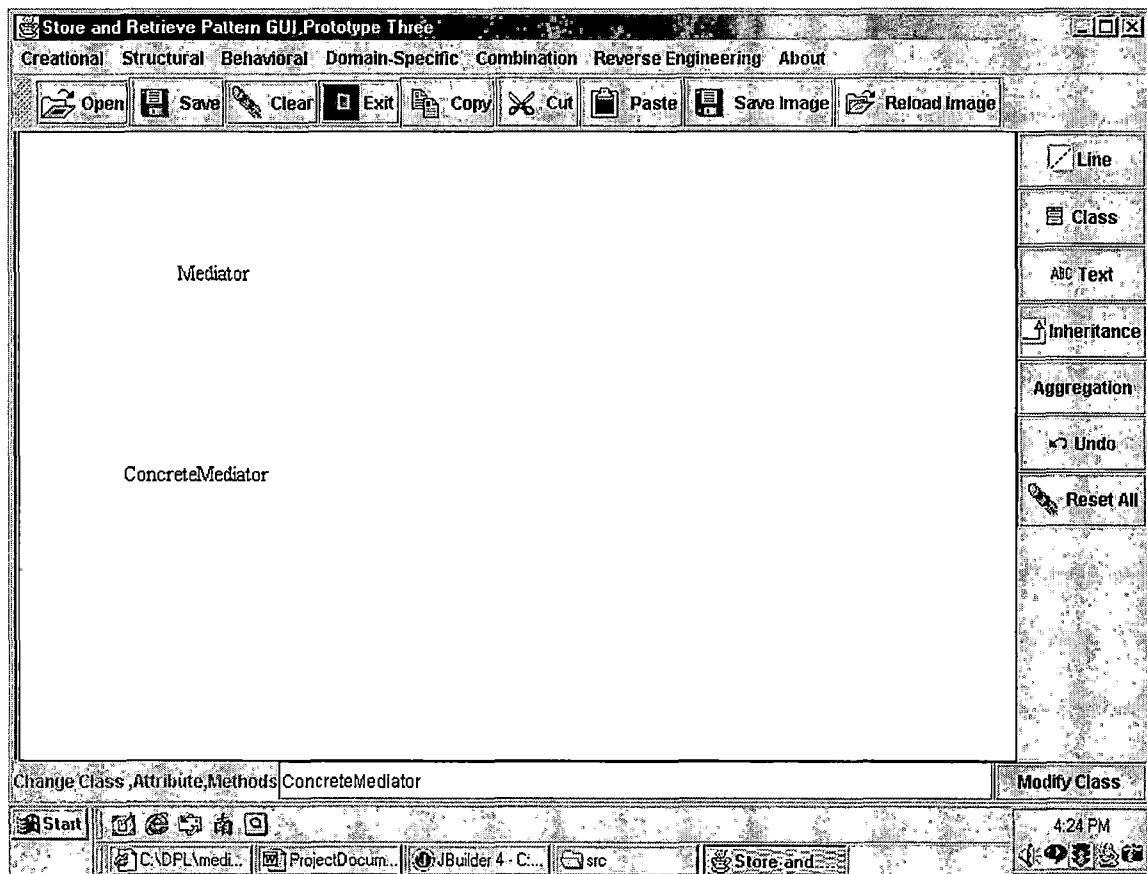 Store and Retrieve Pattern GUI,Prototype Three
Creational Structural Behavioral Domain-Specific Combination Reverse Engineering About
Open Save Clear Exit Copy Cut Paste Save Image Reload Image
Line
Class
Mediator
ABC Text
Inheritance
Aggregation
Undo
ConcreteMediator
Reset All
Change Class ,Attribute,Methods ConcreteMediator Modify Class
Start 4:24 PM
C:\DPL\medi... ProjectDocum... JBuilder 4 - C:... src Store and